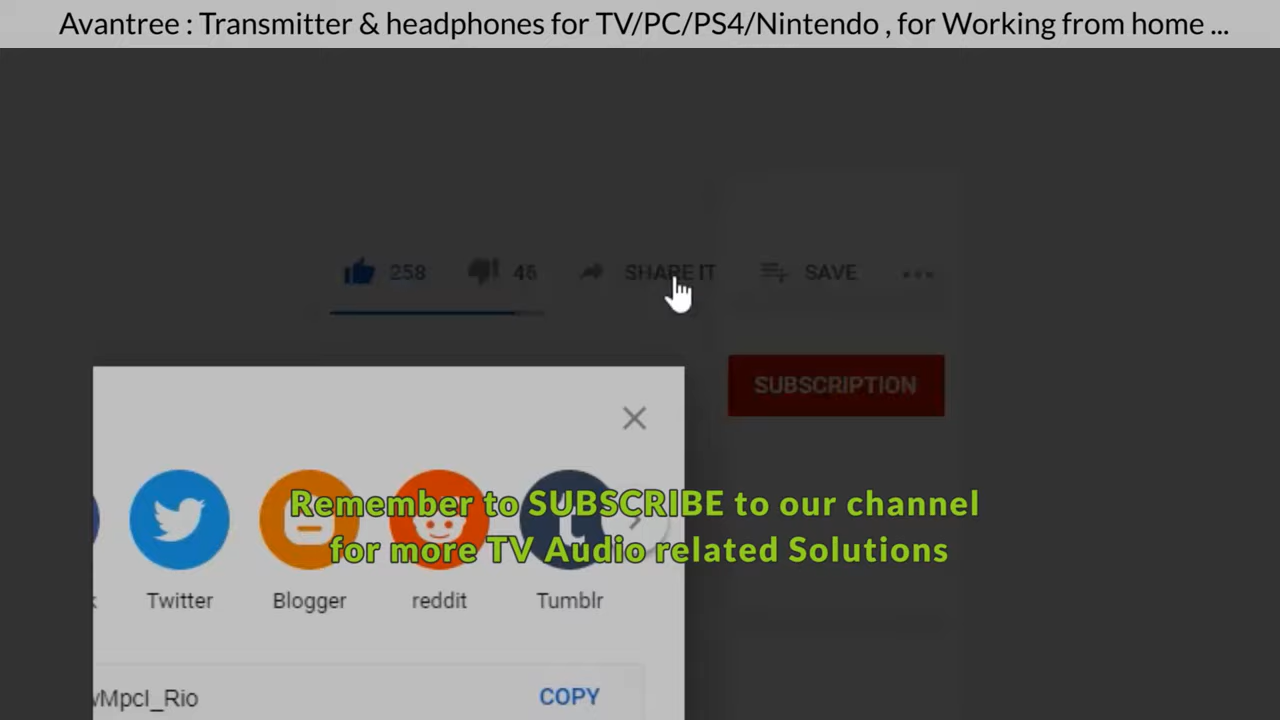 Avantree : Transmitter & headphones for TV/PC/PS4/Nintendo , for Working from home ...
258 46 SHARE IT SAVE
SUBSCRIPTION
Remember to SUBSCRIBE to our channel
for more TV Audio related Solutions
Twitter Blogger reddit Tumblr
Mpcl_Rio COPY